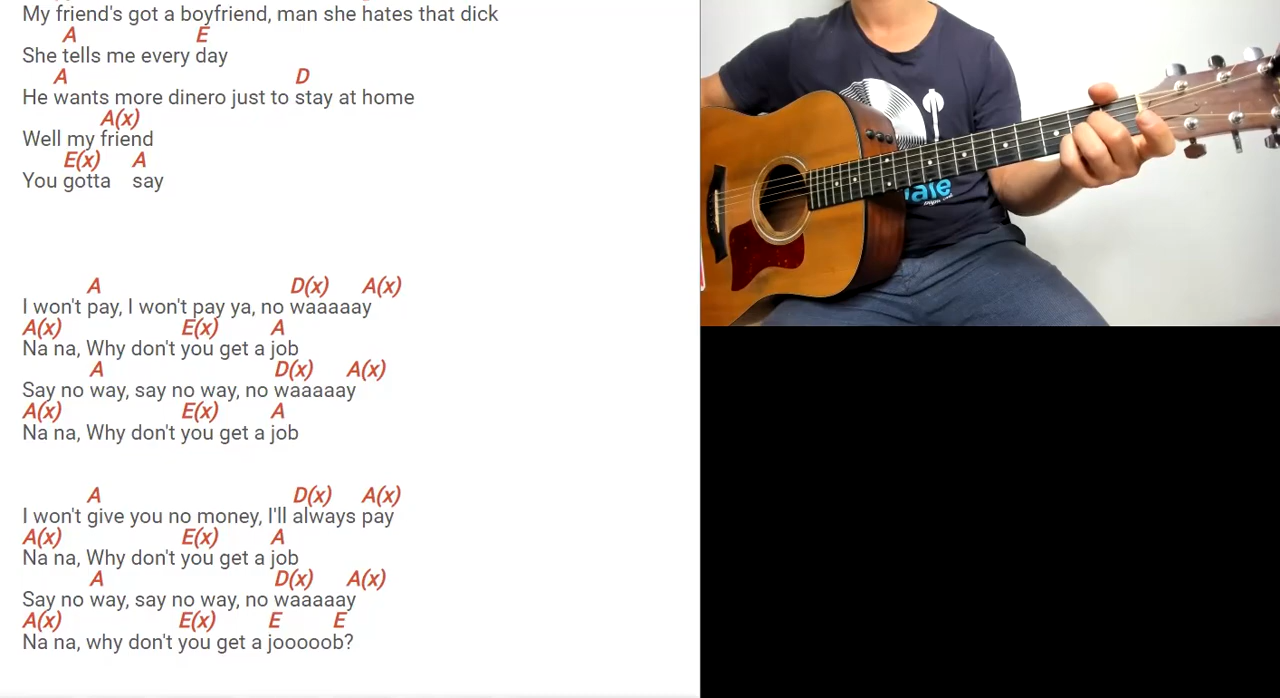 My friend's got a boyfriend, man she hates that dick
A E
She tells me every day
A D
He wants more dinero just to stay at home
A(x)
Well my friend
E(x) A
You gotta say
A D(x) A(x)
I won't pay, I won't pay ya, no waaaaay
A(x) E(x) A
Na na, Why don't you get a job
A D(x) A(x)
Say no way, say no way, no waaaaay
A(x) E(x) A
Na na, Why don't you get a job
A D(x) A(x)
I won't give you no money, I'll always pay
A(x) E(x) A
Na na, Why don't you get a job
A D(x) A(x)
Say no way, say no way, no waaaaay
A(x) E(x) E E
Na na, why don't you get a jooooob?